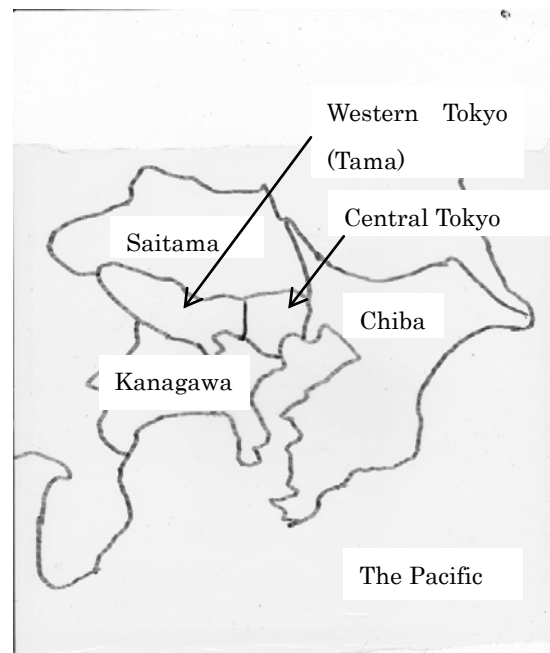 Western Tokyo
(Tama)
Central Tokyo
Saitama
Chiba
Kanagawa
The Pacific